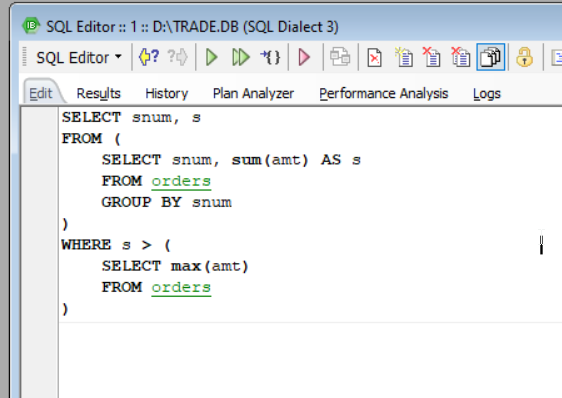 SQL Editor :: 1 :: D:\TRADE.DB (SQL Dialect 3)
SQL Editor
Edit Results History Plan Analyzer Performance Analysis Logs
SELECT snum, s
FROM (
    SELECT snum, sum(amt) AS s
    FROM orders
    GROUP BY snum
)
WHERE s > (
    SELECT max(amt)
    FROM orders
)